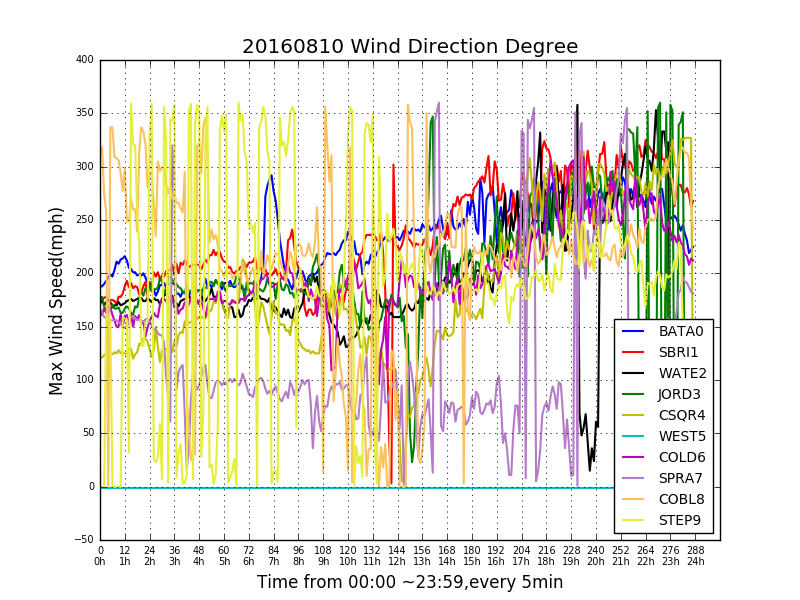 20160810 Wind Direction Degree
Max Wind Speed(mph)
400
350
300
250
200
150
100
50
0
−50
BATA0
SBRI1
WATE2
JORD3
CSQR4
WEST5
COLD6
SPRA7
COBL8
STEP9
0 12 24 36 48 60 72 84 96 108 120 132 144 156 168 180 192 204 216 228 240 252 264 276 288
0h 1h 2h 3h 4h 5h 6h 7h 8h 9h 10h 11h 12h 13h 14h 15h 16h 17h 18h 19h 20h 21h 22h 23h 24h
Time from 00:00 ~23:59,every 5min